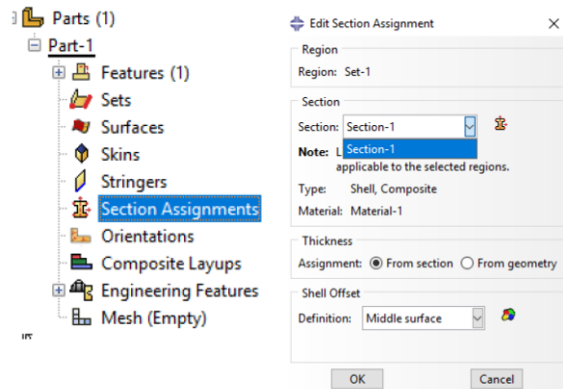 Parts (1)
Part-1
Features (1)
Sets
Surfaces
Skins
Stringers
Section Assignments
Orientations
Composite Layups
Engineering Features
Mesh (Empty)
Edit Section Assignment
Region
Region: Set-1
Section
Section: Section-1
Section-1
Note: L
applicable to the selected regions.
Type: Shell, Composite
Material: Material-1
Thickness
Assignment: From section From geometry
Shell Offset
Definition: Middle surface
OK Cancel